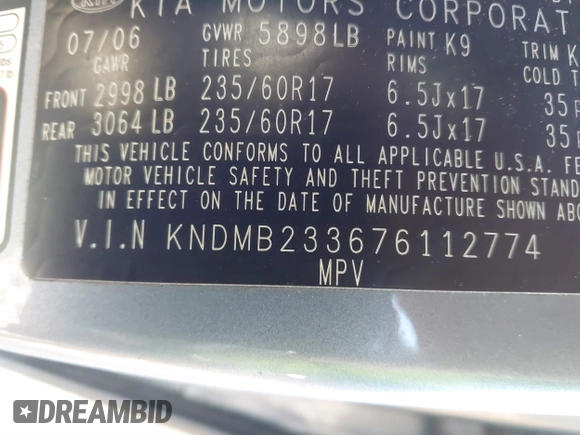 KIA KIA MOTORS CORPORAT
07/06 GVWR 5898LB PAINT K9 TRIM K
GAWR TIRES RIMS COLD T
FRONT 2998 LB 235/60R17 6.5Jx17 35
REAR 3064 LB 235/60R17 6.5Jx17 35
THIS VEHICLE CONFORMS TO ALL APPLICABLE U.S.A. FE
MOTOR VEHICLE SAFETY AND THEFT PREVENTION STAND
IN EFFECT ON THE DATE OF MANUFACTURE SHOWN ABO
V.I.N KNDMB233676112774
MPV
DREAMBID